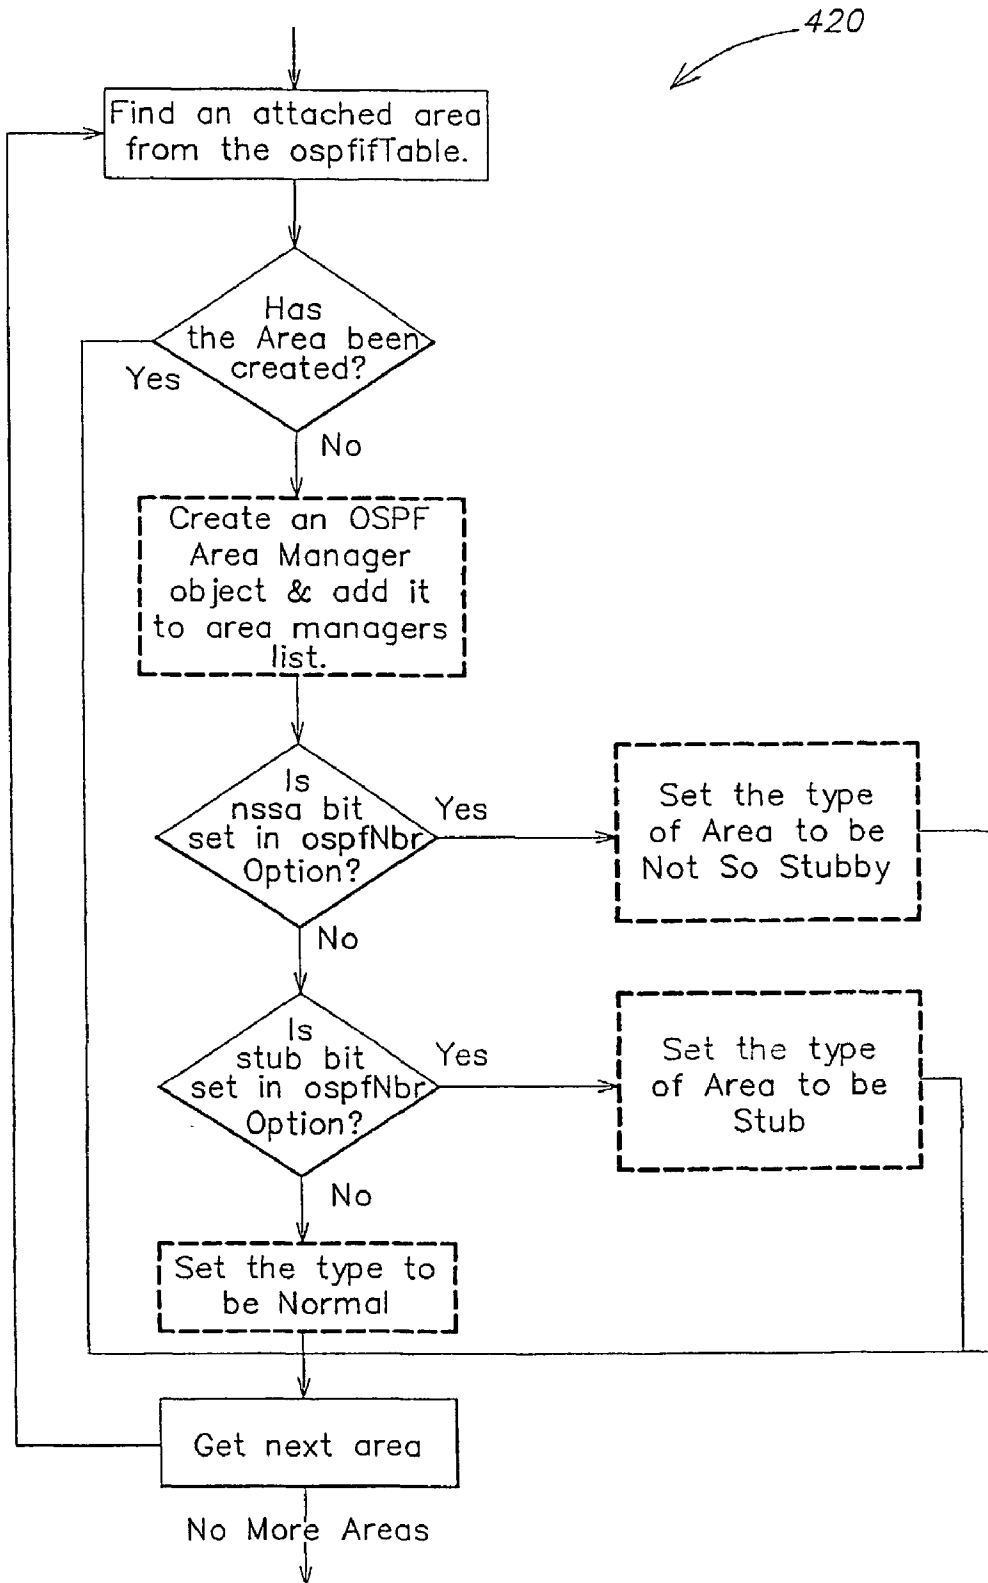 420
Find an attached area
from the ospfifTable.
Has
the Area been
created?
Yes
No
Create an OSPF
Area Manager
object & add it
to area managers
list.
Is
nssa bit
set in ospfNbr
Option?
Yes
Set the type
of Area to be
Not So Stubby
No
Is
stub bit
set in ospfNbr
Option?
Yes
Set the type
of Area to be
Stub
No
Set the type to
be Normal
Get next area
No More Areas